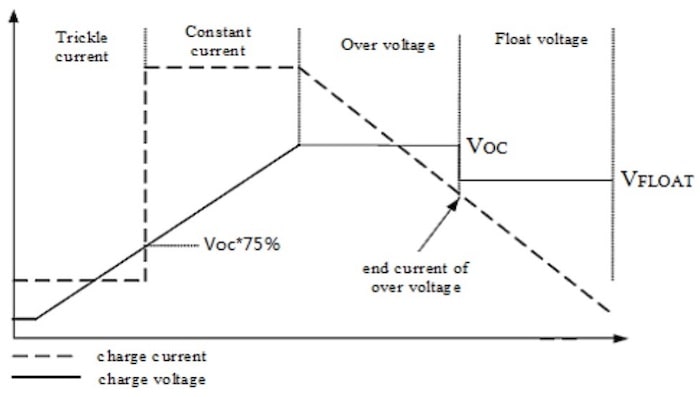 Trickle
current
Constant
current
Over voltage
Float voltage
VOC
VFLOAT
Voc*75%
end current of
over voltage
charge current
charge voltage